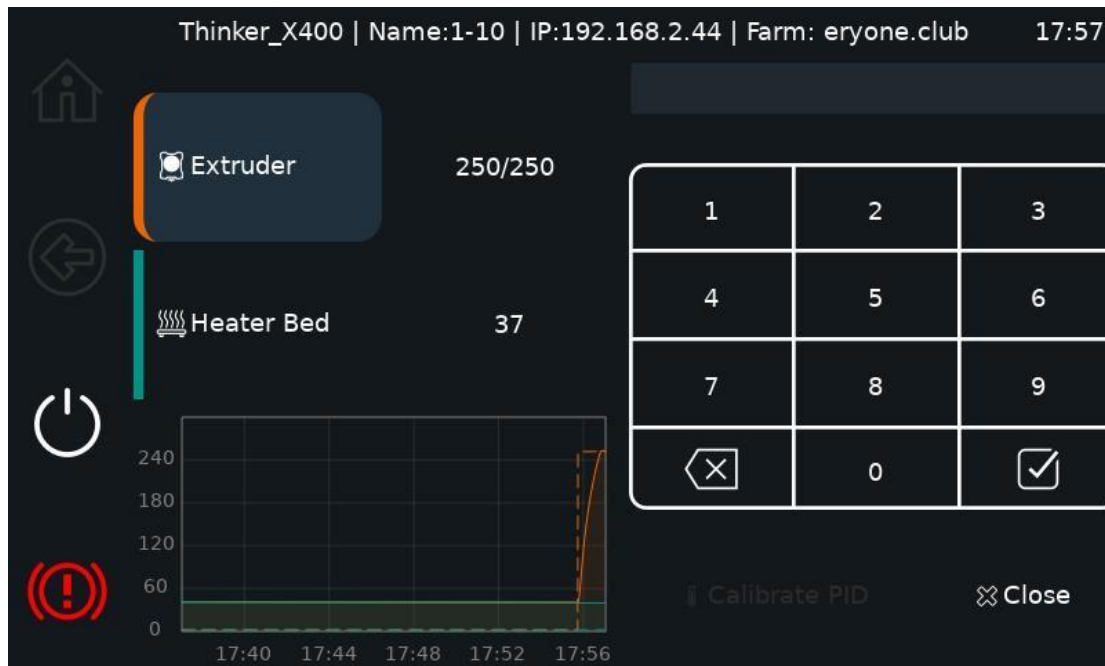 Thinker_X400 | Name:1-10 | IP:192.168.2.44 | Farm: eryone.club 17:57
Extruder 250/250
Heater Bed 37
1 2 3
4 5 6
7 8 9
0
240
180
120
60
0
17:40 17:44 17:48 17:52 17:56
Calibrate PID
Close